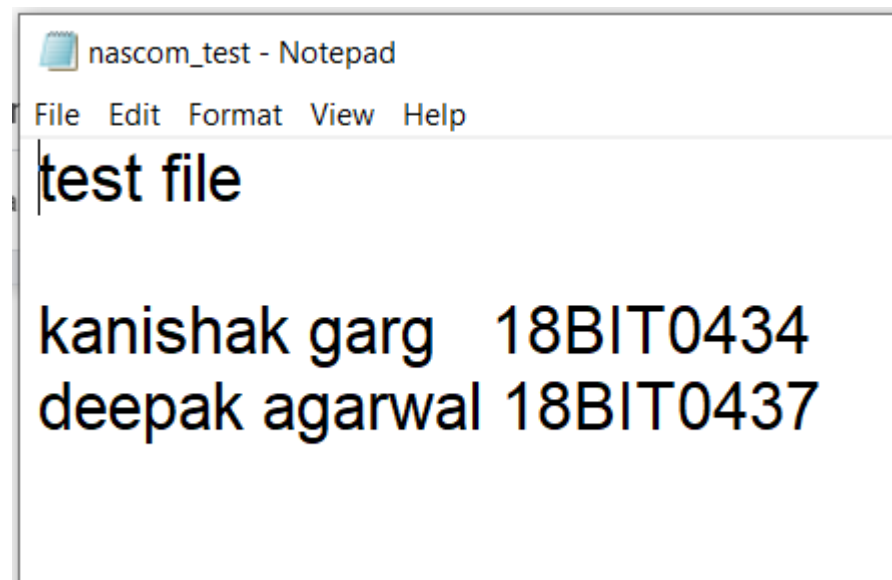 nascom_test - Notepad
File Edit Format View Help
test file
kanishak garg 18BIT0434
deepak agarwal 18BIT0437